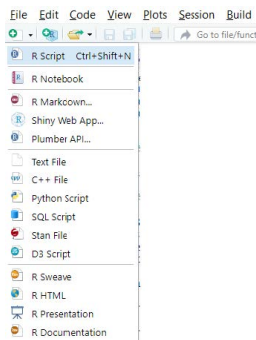 File Edit Code View Plots Session Build
Go to file/funct
R Script Ctrl+Shift+N
R Notebook
R Markcown...
Shiny Web App...
Plumber API...
Text File
C++ File
Python Script
SQL Script
Stan File
D3 Script
R Sweave
R HTML
R Presentation
R Documentation